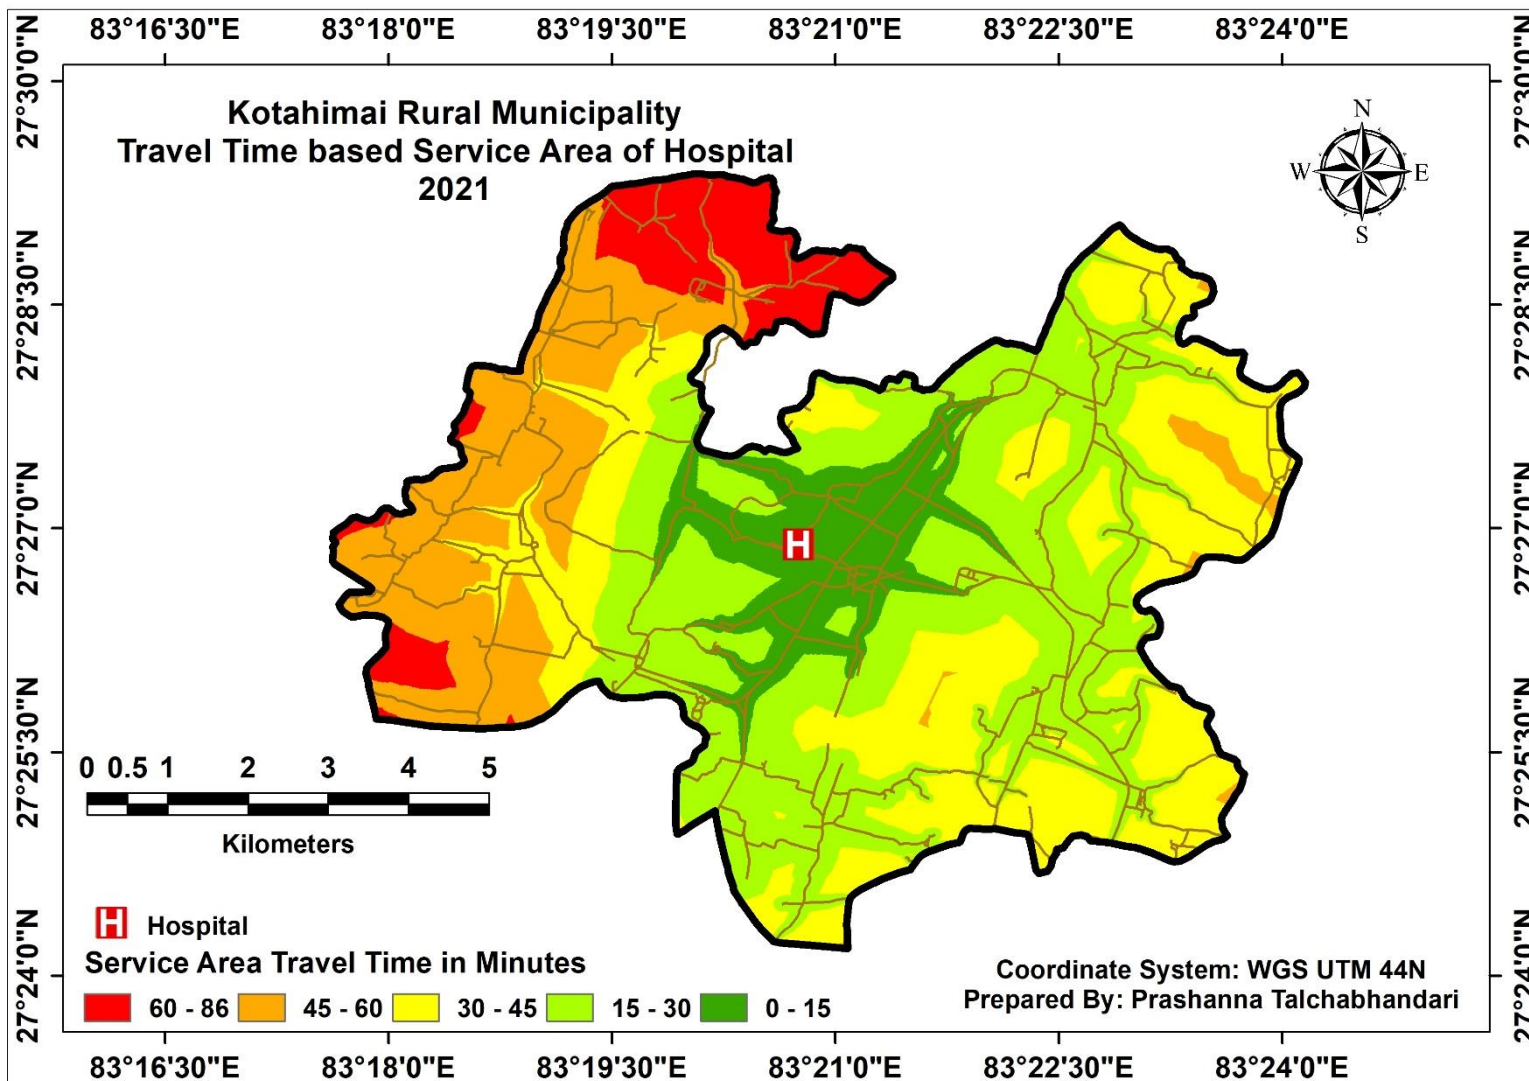 83°16'30"E 83°18'0"E 83°19'30"E 83°21'0"E 83°22'30"E 83°24'0"E
27°30'0"N 27°30'0"N
Kotahimai Rural Municipality
Travel Time based Service Area of Hospital
2021
N
W E
S
27°28'30"N 27°28'30"N
27°27'0"N 27°27'0"N
H
27°25'30"N 27°25'30"N
0 0.5 1 2 3 4 5
Kilometers
H Hospital
Service Area Travel Time in Minutes
60 - 86 45 - 60 30 - 45 15 - 30 0 - 15
Coordinate System: WGS UTM 44N
Prepared By: Prashanna Talchabhandari
27°24'0"N 27°24'0"N
83°16'30"E 83°18'0"E 83°19'30"E 83°21'0"E 83°22'30"E 83°24'0"E